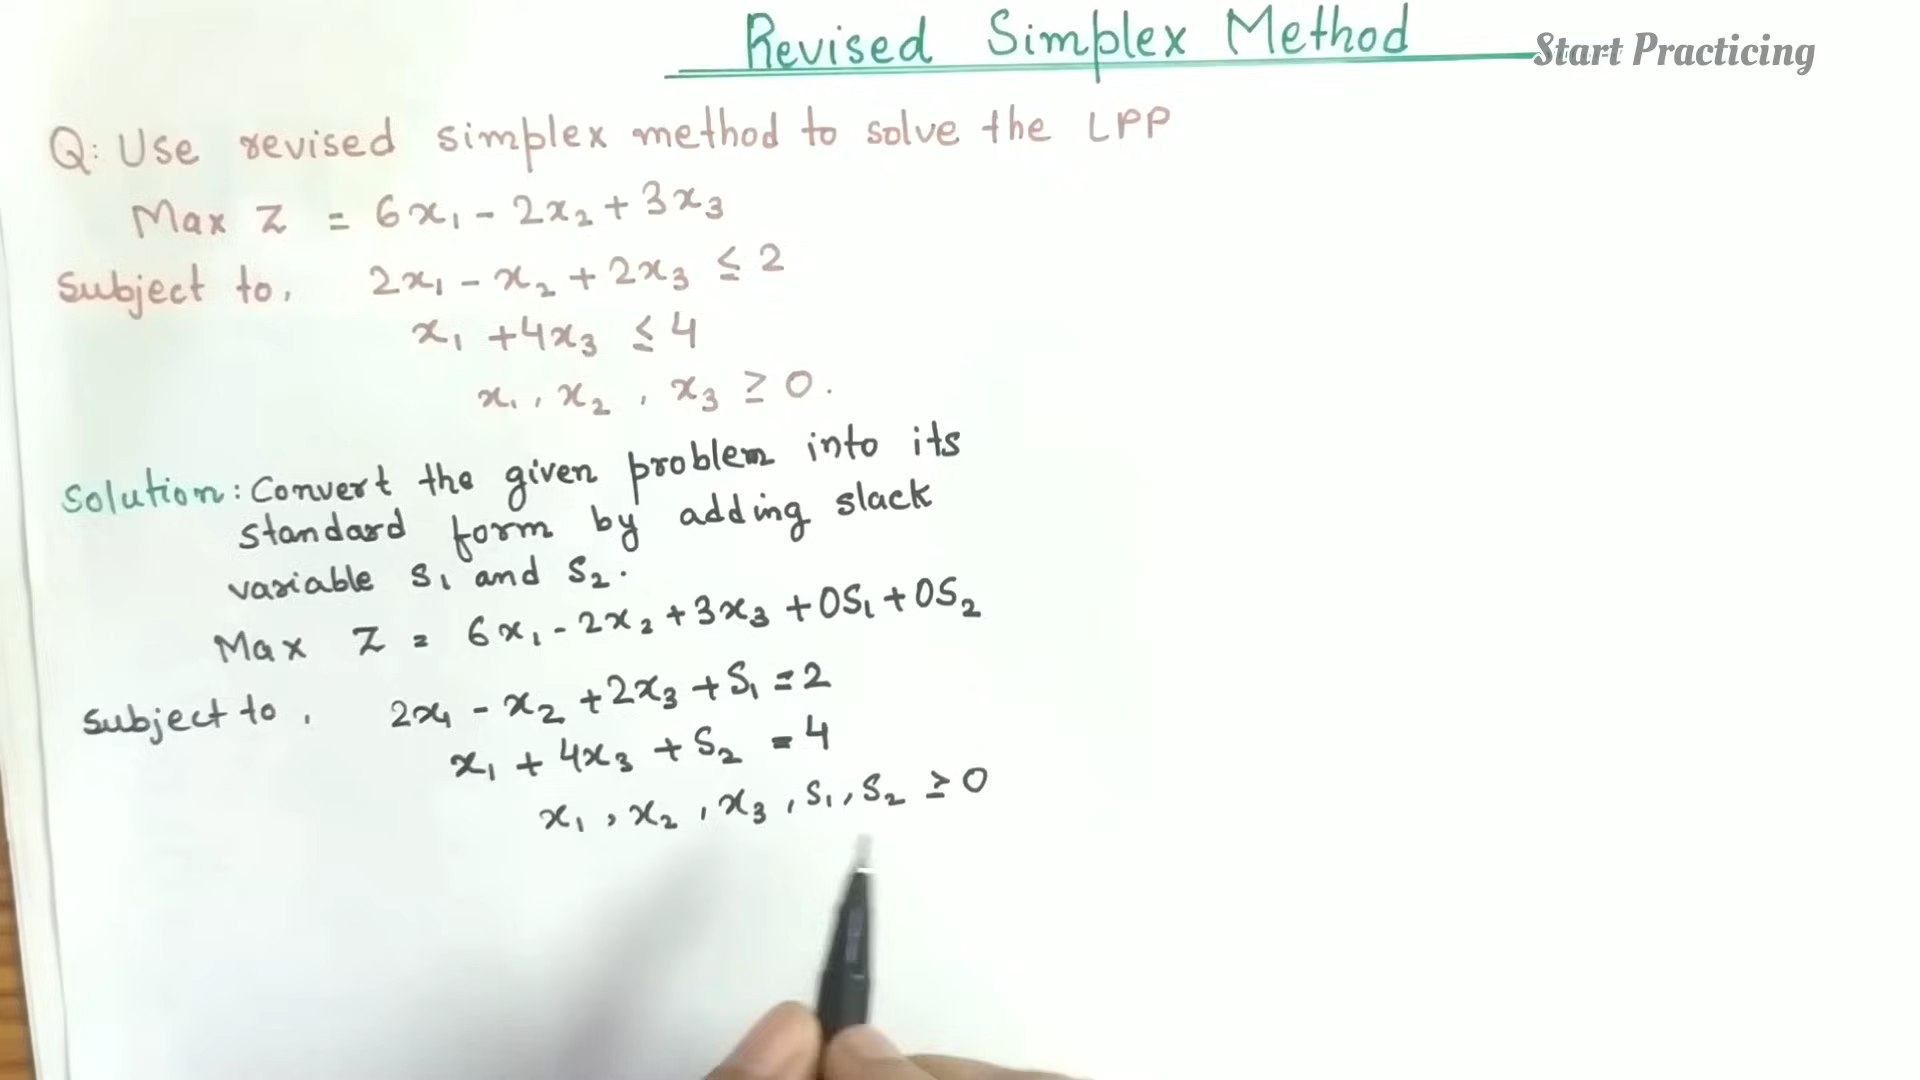 Revised Simplex Method
Start Practicing
Q: Use revised simplex method to solve the LPP
Max Z = 6x₁ - 2x₂ + 3x₃
Subject to, 2x₁ - x₂ + 2x₃ ≤ 2
x₁ + 4x₃ ≤ 4
x₁, x₂, x₃ ≥ 0.
Solution: Convert the given problem into its
standard form by adding slack
variable S₁ and S₂.
Max Z = 6x₁ - 2x₂ + 3x₃ + 0S₁ + 0S₂
Subject to, 2x₁ - x₂ + 2x₃ + S₁ = 2
x₁ + 4x₃ + S₂ = 4
x₁, x₂, x₃, S₁, S₂ ≥ 0